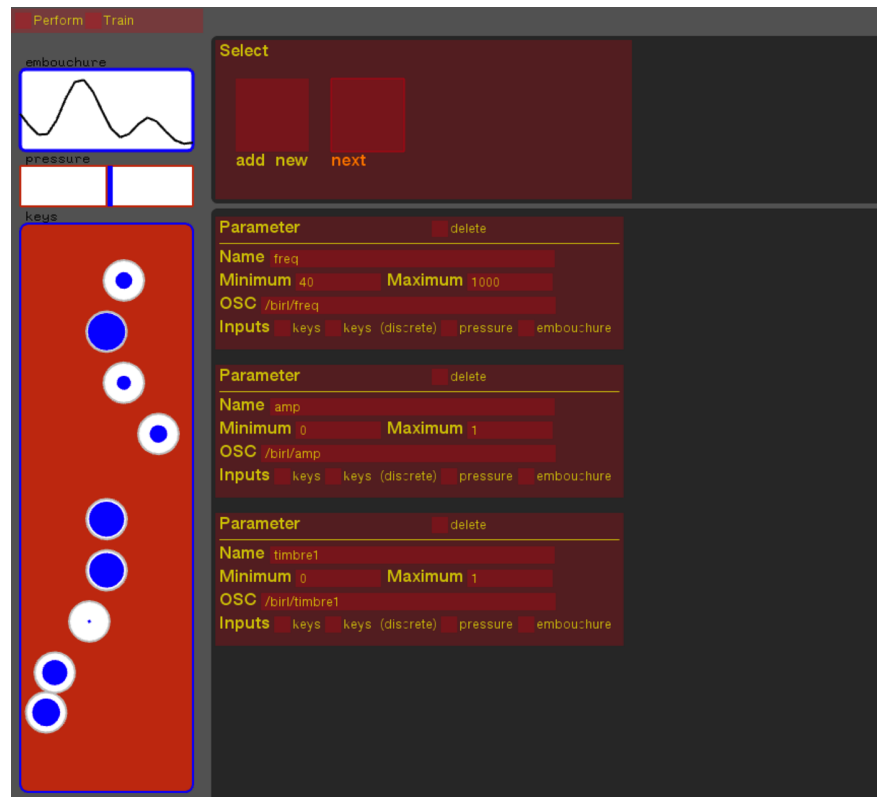 Perform Train
embouchure
pressure
keys
Select
add new next
Parameter delete
Name freq
Minimum 40 Maximum 1000
OSC /birl/freq
Inputs keys keys (discrete) pressure embouchure
Parameter delete
Name amp
Minimum 0 Maximum 1
OSC /birl/amp
Inputs keys keys (discrete) pressure embouchure
Parameter delete
Name timbre1
Minimum 0 Maximum 1
OSC /birl/timbre1
Inputs keys keys (discrete) pressure embouchure